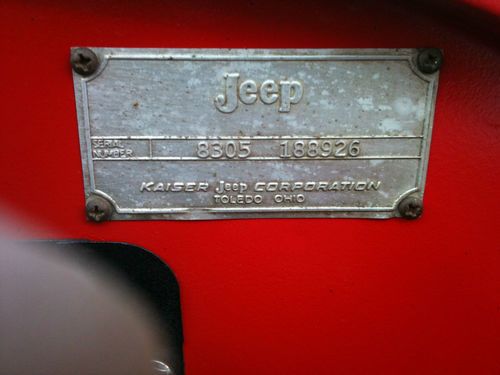 Jeep
SERIAL
NUMBER
8305 188926
KAISER Jeep CORPORATION
TOLEDO OHIO